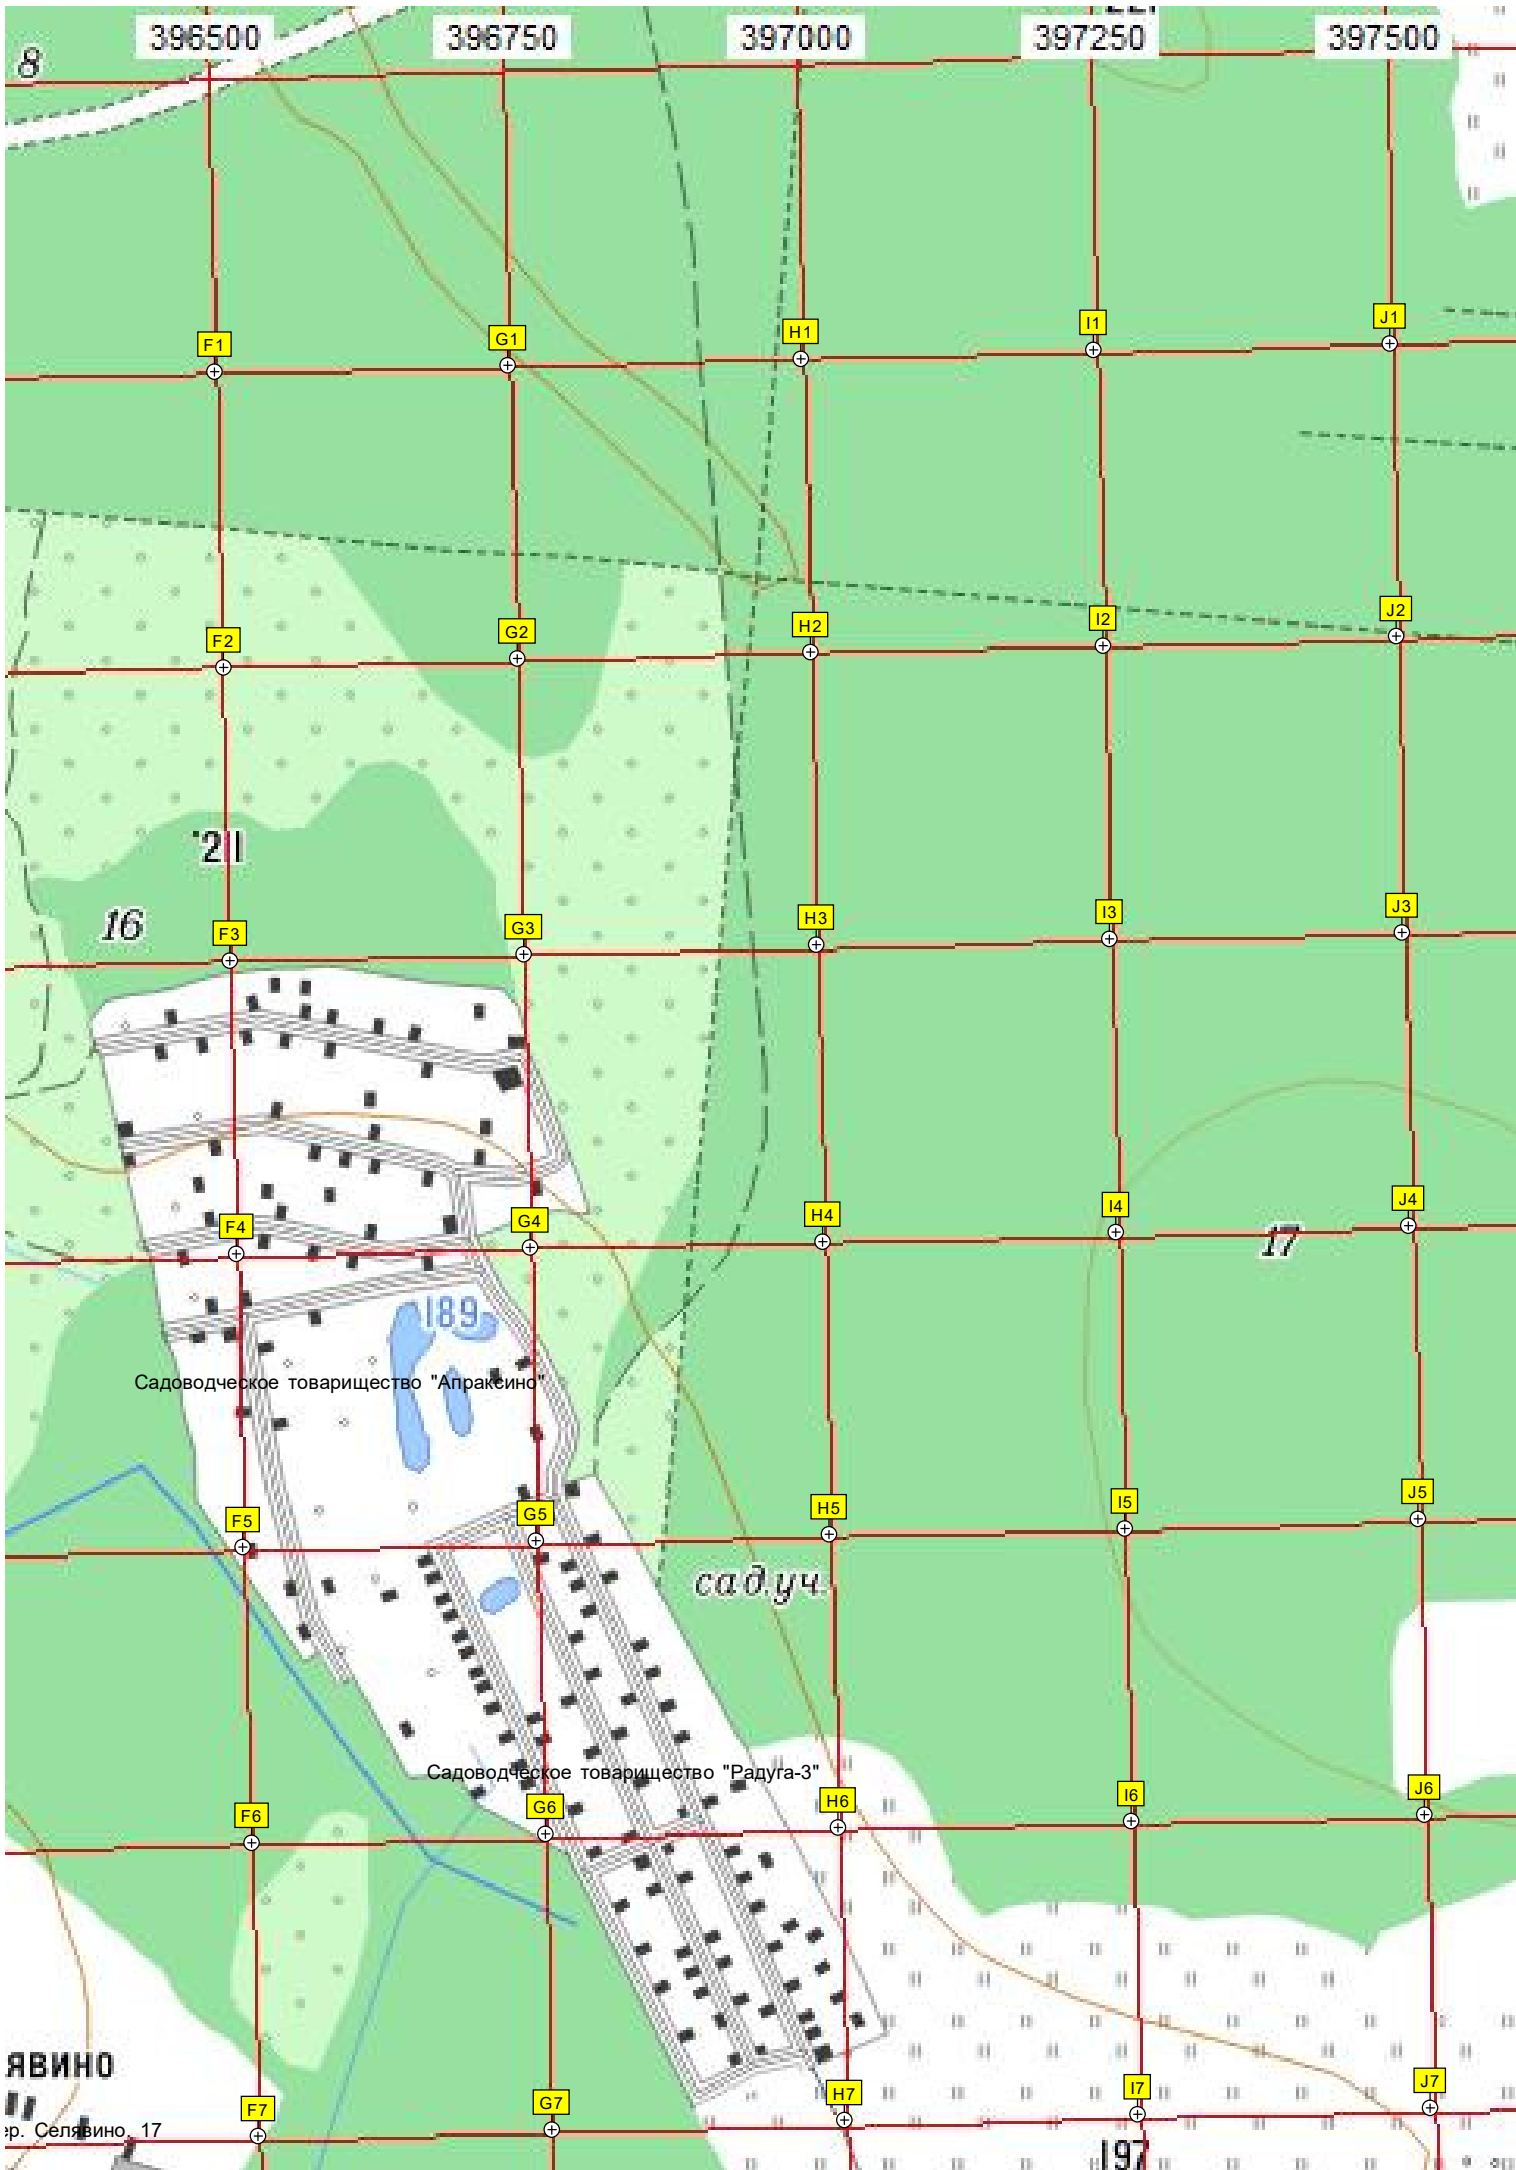 396500 396750 397000 397250 397500
8
F1 G1 H1 I1 J1
F2 G2 H2 I2 J2
211
16
F3 G3 H3 I3 J3
F4 G4 H4 I4 J4
17
189
Садоводческое товарищество "Апраксино"
F5 G5 H5 I5 J5
сад.уч.
Садоводческое товарищество "Радуга-3"
F6 G6 H6 I6 J6
явино
F7 G7 H7 I7 J7
ер. Селявино, 17
197